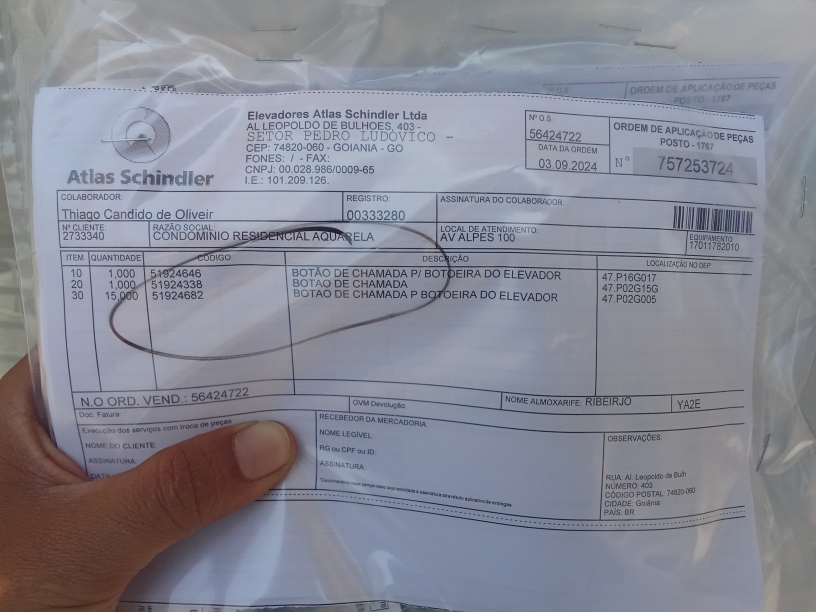 ORDEM DE APLICAÇÃO DE PEÇAS
POSTO - 1767
Atlas Schindler
Elevadores Atlas Schindler Ltda
AL LEOPOLDO DE BULHOES, 403 -
SETOR PEDRO LUDOVICO -
CEP: 74820-060 - GOIANIA - GO
FONES: / - FAX:
CNPJ: 00.028.986/0009-65
I.E.: 101.209.126.
Nº O.S.
56424722
DATA DA ORDEM
03.09.2024
ORDEM DE APLICAÇÃO DE PEÇAS
POSTO - 1767
N° 757253724
COLABORADOR:
Thiago Candido de Oliveir
REGISTRO:
00333280
ASSINATURA DO COLABORADOR:
Nº CLIENTE:
2733340
RAZÃO SOCIAL:
CONDOMINIO RESIDENCIAL AQUARELA
LOCAL DE ATENDIMENTO:
AV ALPES 100
EQUIPAMENTO:
17011782010
ITEM QUANTIDADE CÓDIGO DESCRIÇÃO LOCALIZAÇÃO NO DEP.
10 1,000 51924646 BOTÃO DE CHAMADA P/ BOTOEIRA DO ELEVADOR 47.P16G017
20 1,000 51924338 BOTAO DE CHAMADA 47.P02G15G
30 15,000 51924682 BOTAO DE CHAMADA P BOTOEIRA DO ELEVADOR 47.P02G005
N.O ORD. VEND.: 56424722
OVM Devolução
NOME ALMOXARIFE: RIBEIRJO
YA2E
Doc. Fatura
Execução dos serviços com troca de peças
NOME DO CLIENTE:
ASSINATURA:
RECEBEDOR DA MERCADORIA:
NOME LEGÍVEL:
RG ou CPF ou ID
ASSINATURA:
OBSERVAÇÕES:
RUA: Al. Leopoldo de Bulh
NÚMERO: 403
CÓDIGO POSTAL: 74820-060
CIDADE: Goiânia
PAÍS: BR